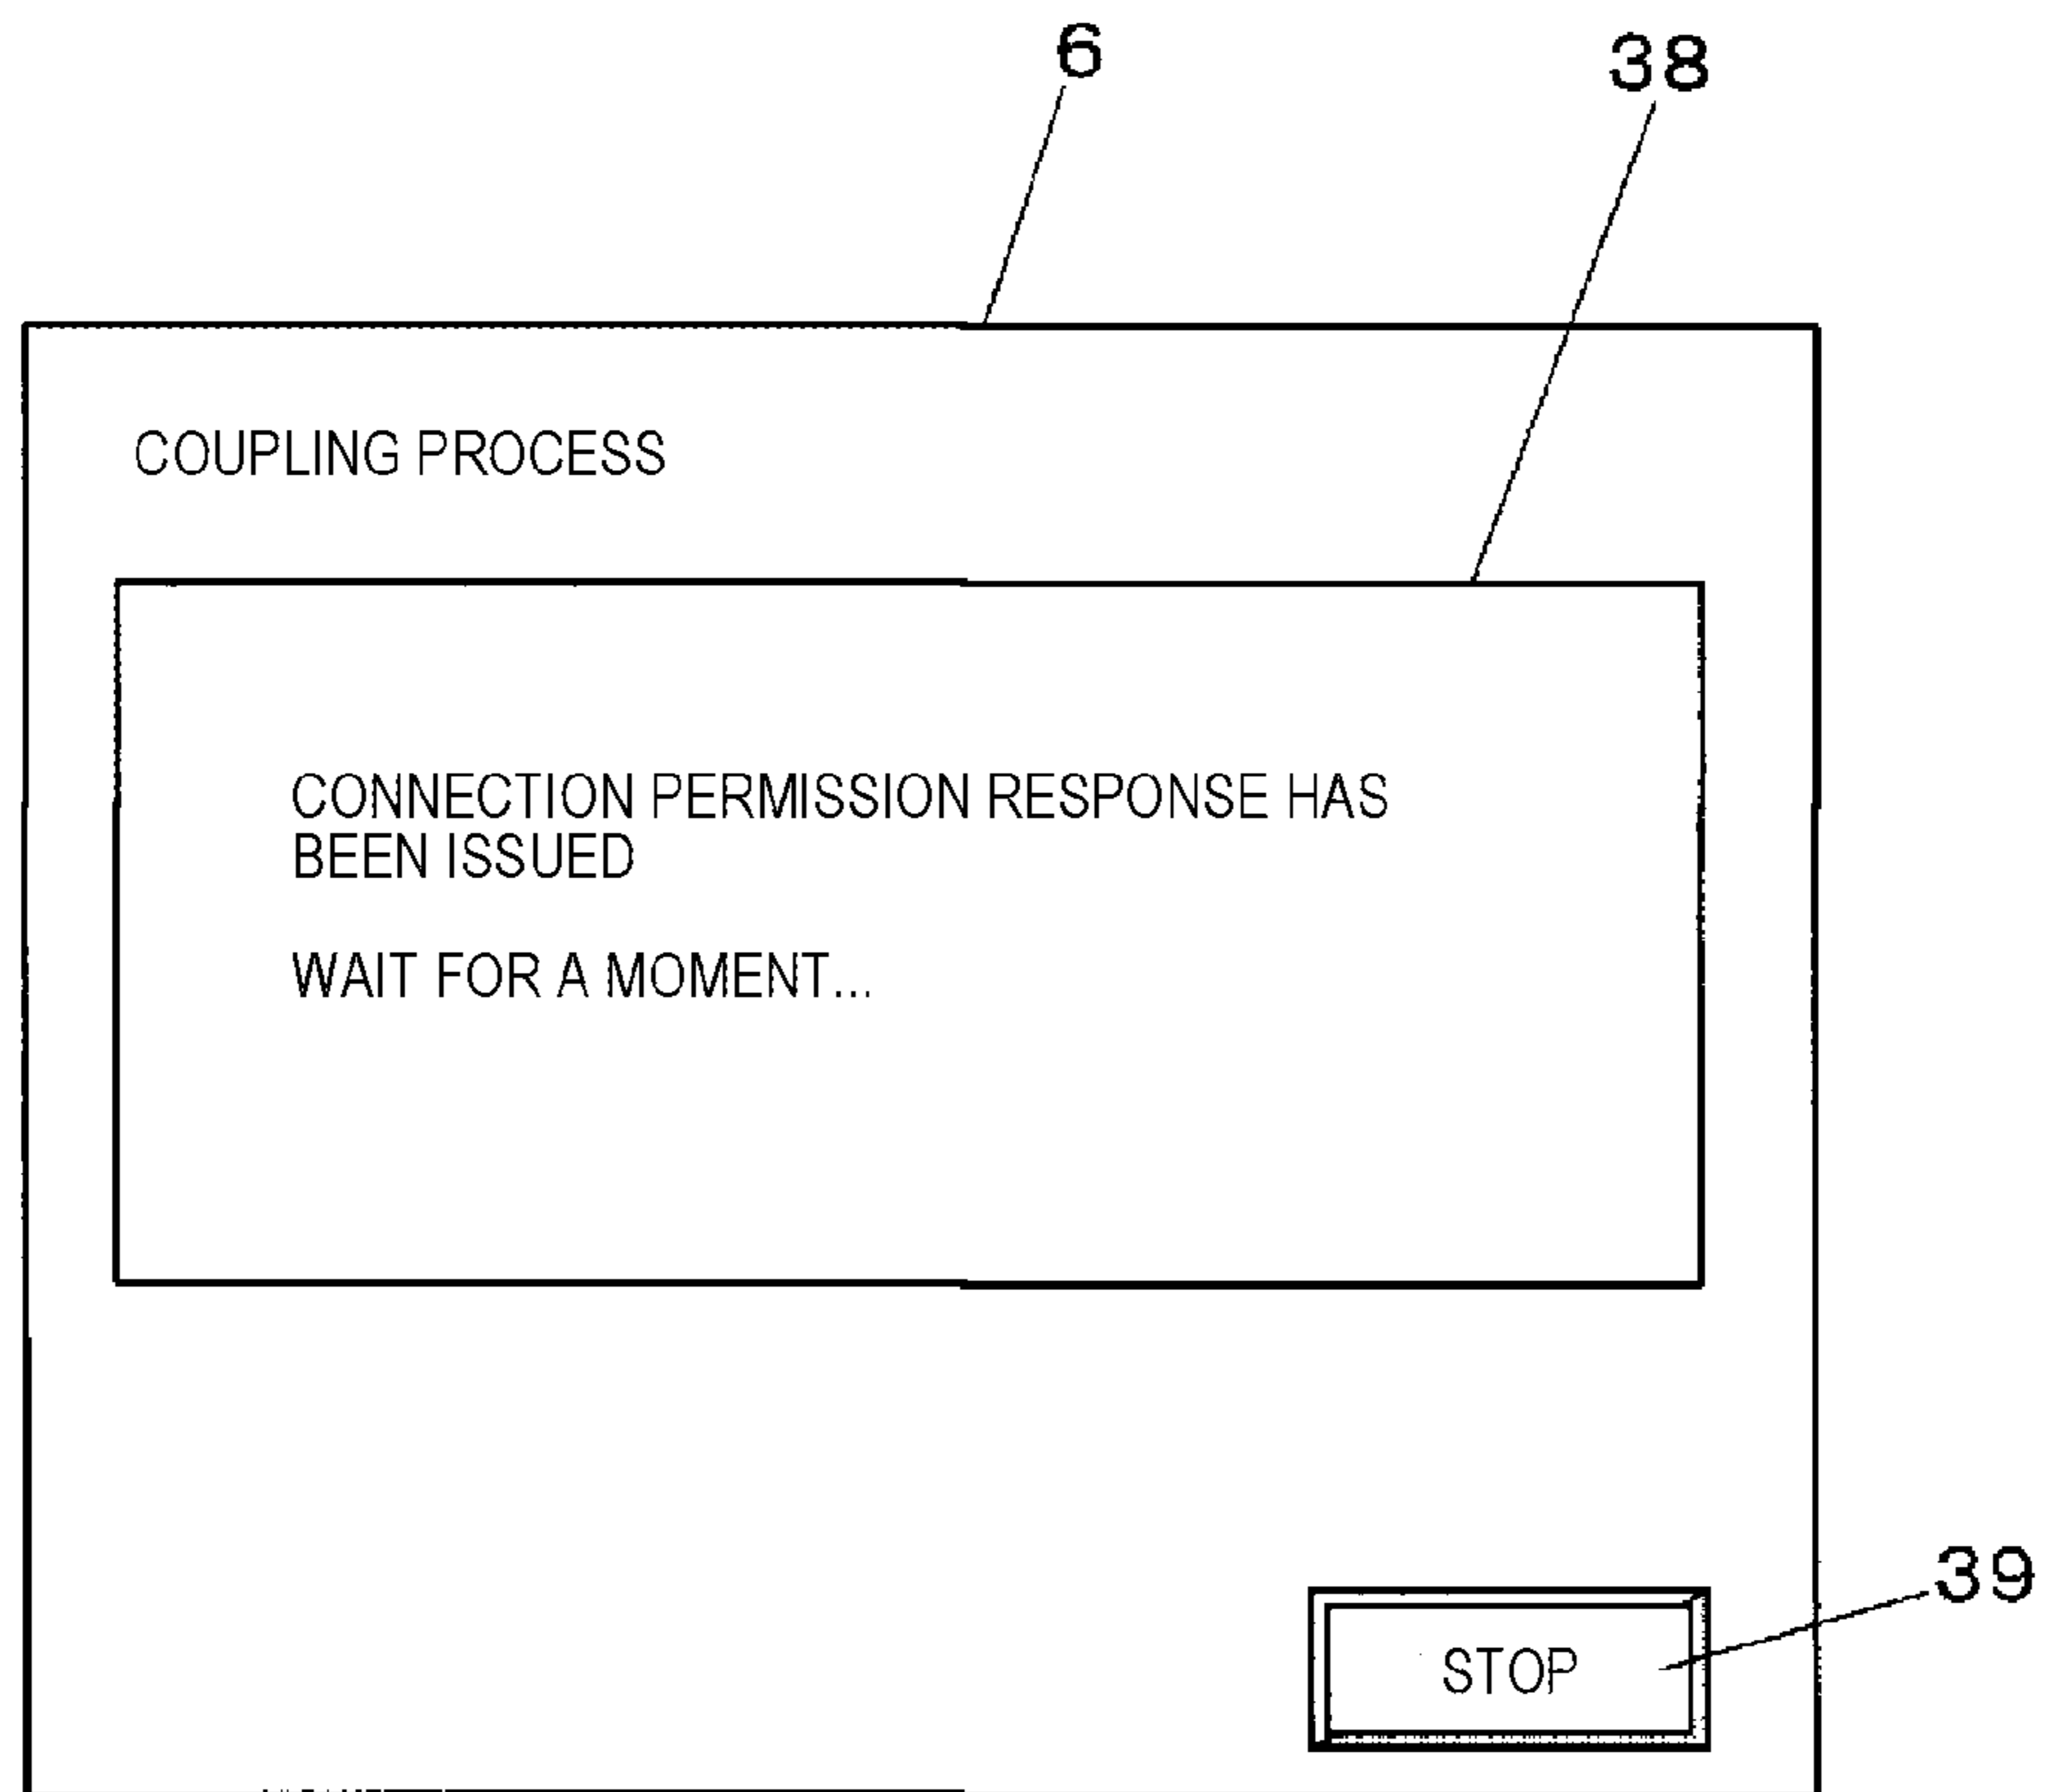 6
38
COUPLING PROCESS
CONNECTION PERMISSION RESPONSE HAS
BEEN ISSUED
WAIT FOR A MOMENT...
39
STOP